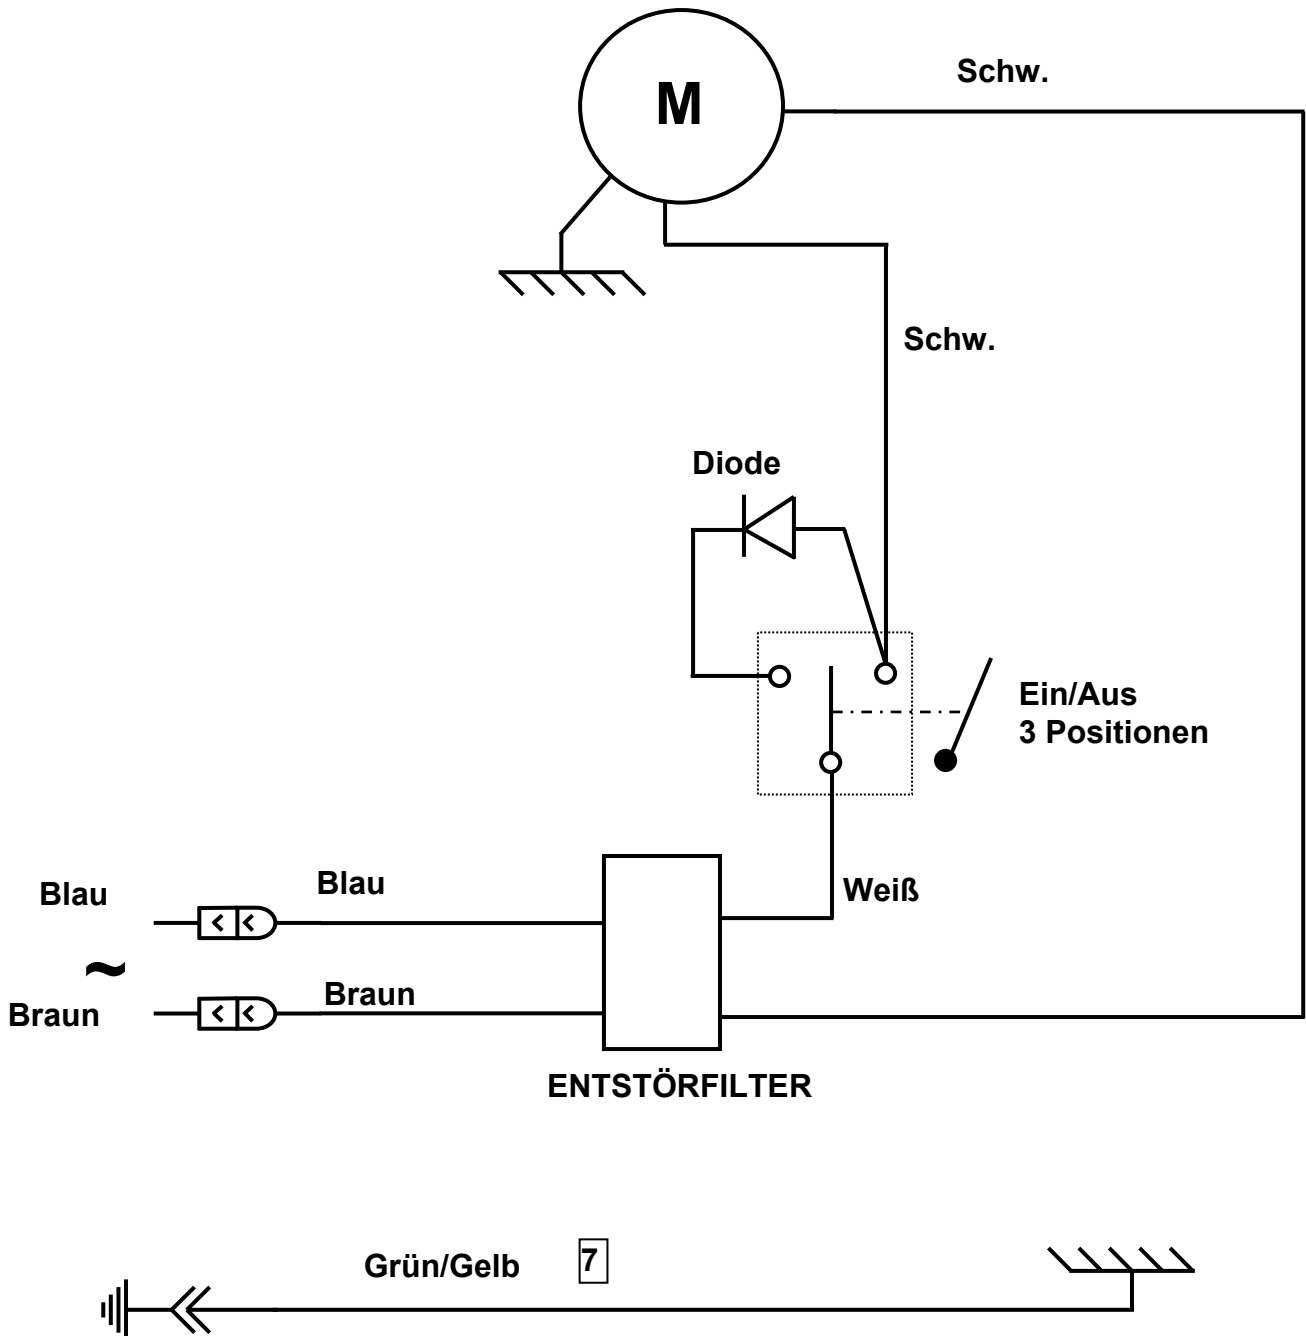 Schw.
M
Schw.
Diode
Ein/Aus
3 Positionen
Blau
Blau
Weiß
~
Braun
Braun
ENTSTÖRFILTER
Grün/Gelb
7